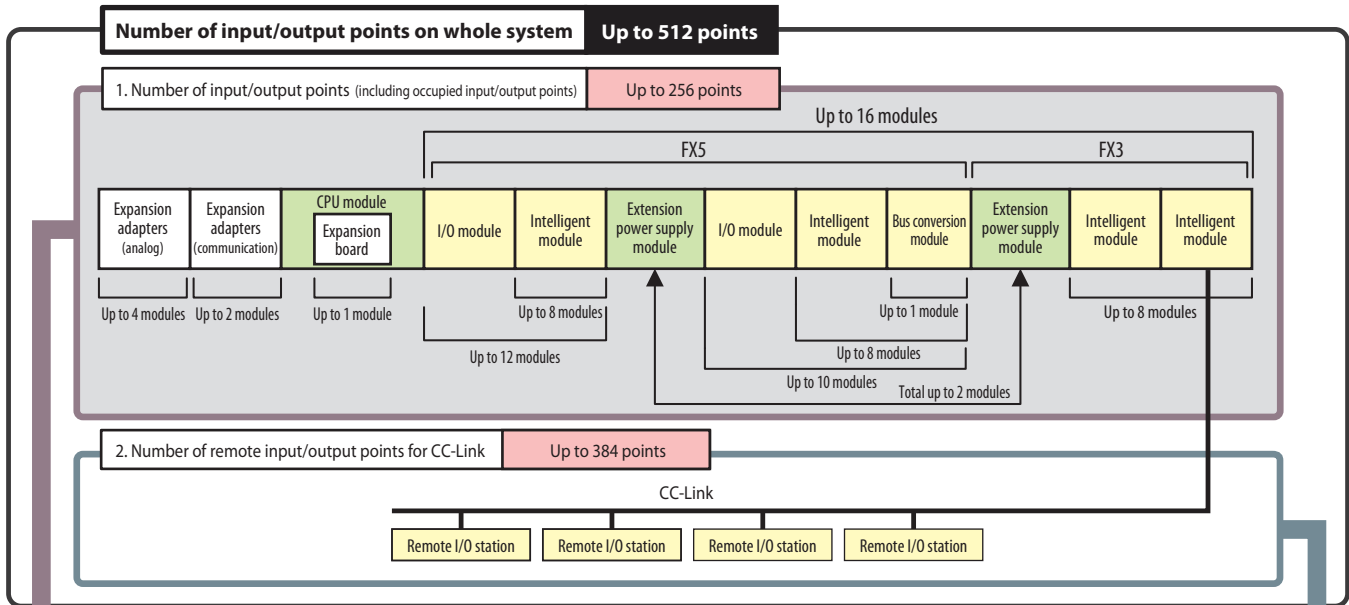 Number of input/output points on whole system Up to 512 points
1. Number of input/output points (including occupied input/output points) Up to 256 points
Up to 16 modules
FX5 FX3
Expansion adapters (analog)
Expansion adapters (communication)
CPU module
Expansion board
I/O module
Intelligent module
Extension power supply module
I/O module
Intelligent module
Bus conversion module
Extension power supply module
Intelligent module
Intelligent module
Up to 4 modules Up to 2 modules Up to 1 module Up to 8 modules Up to 1 module Up to 8 modules
Up to 12 modules Up to 8 modules
Up to 10 modules
Total up to 2 modules
2. Number of remote input/output points for CC-Link Up to 384 points
CC-Link
Remote I/O station Remote I/O station Remote I/O station Remote I/O station